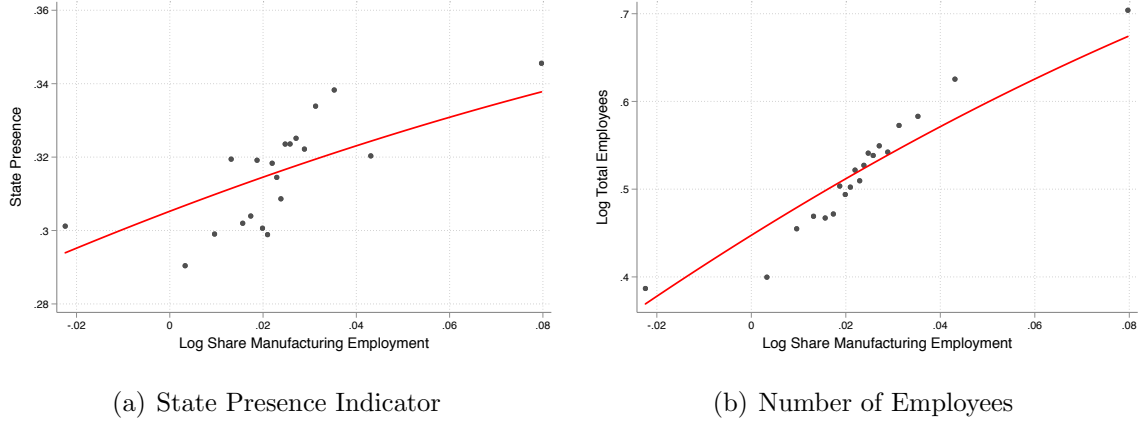 .36
.34
.32
.3
.28
State Presence
-.02 0 .02 .04 .06 .08
Log Share Manufacturing Employment
(a) State Presence Indicator
.7
.6
.5
.4
Log Total Employees
-.02 0 .02 .04 .06 .08
Log Share Manufacturing Employment
(b) Number of Employees